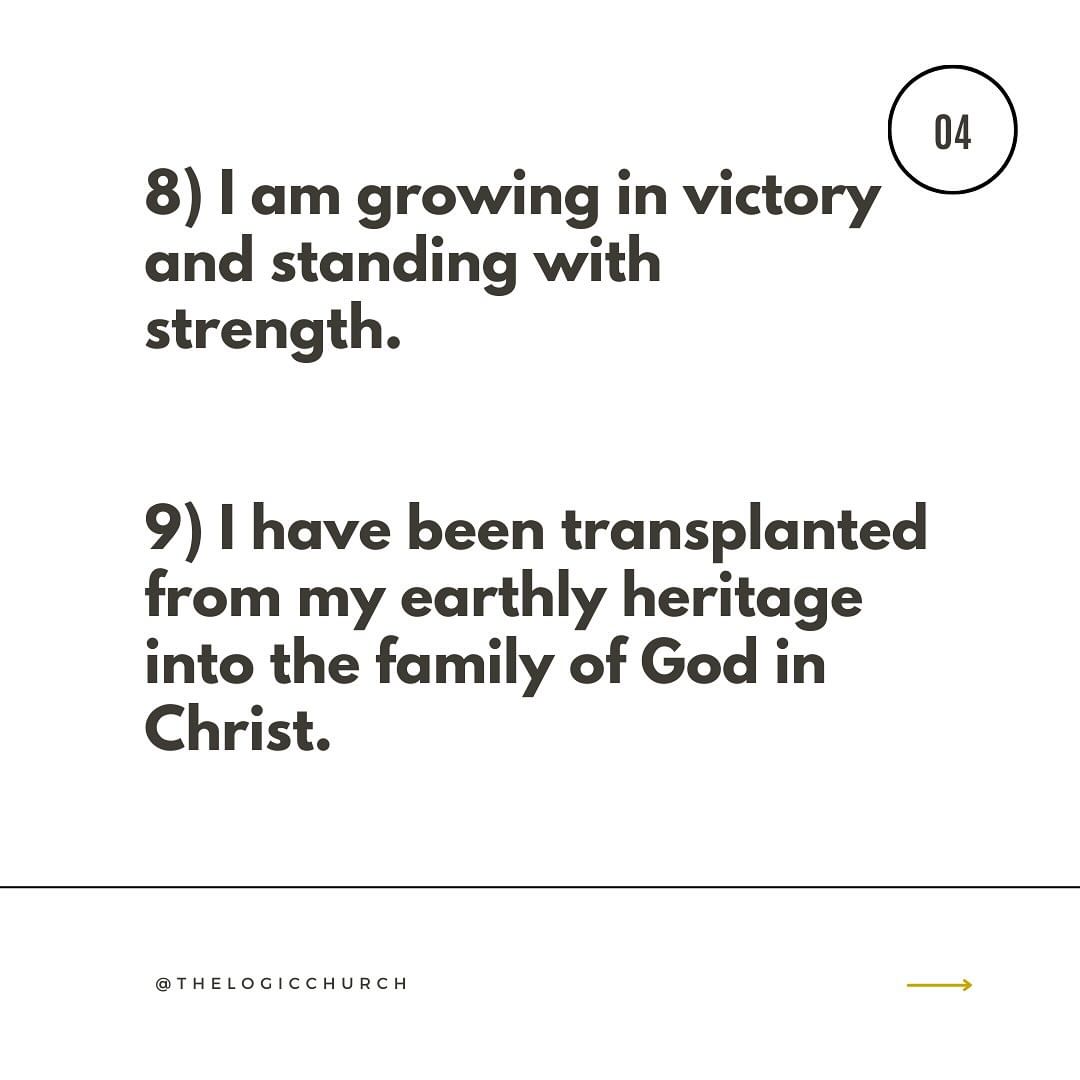 04
8) I am growing in victory
and standing with
strength.
9) I have been transplanted
from my earthly heritage
into the family of God in
Christ.
@THELOGICCHURCH